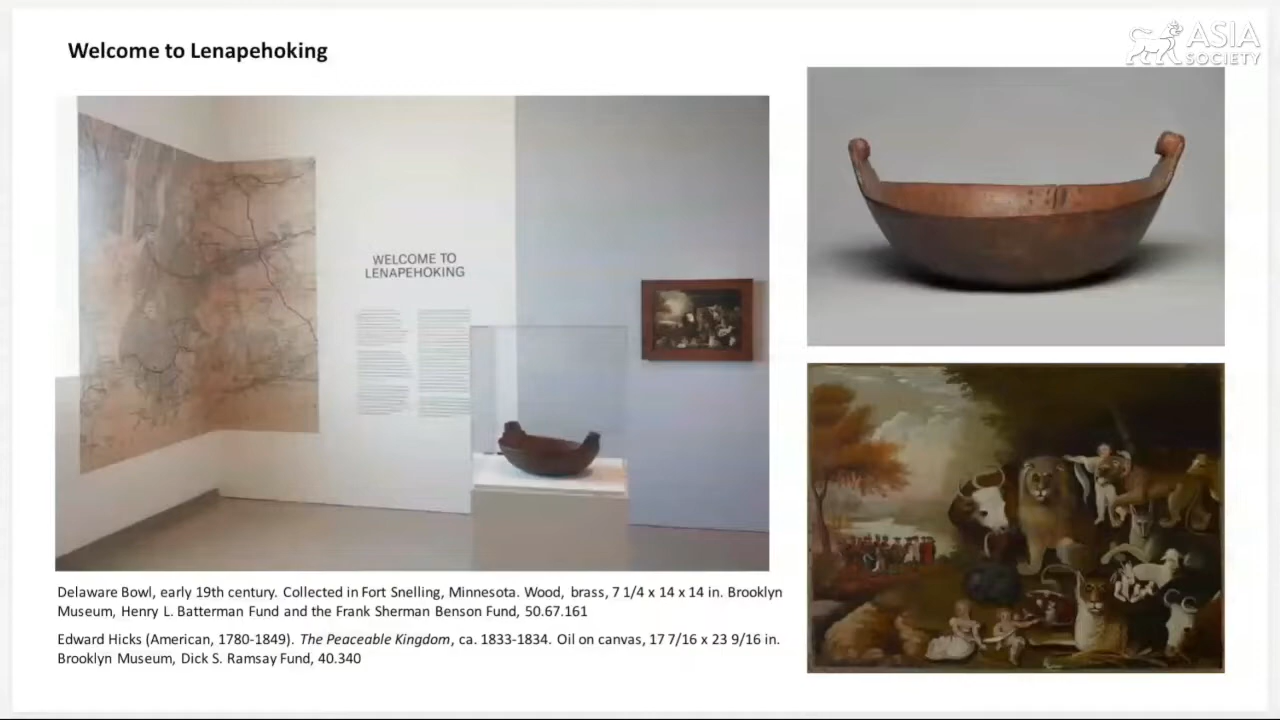 Welcome to Lenapehoking
ASIA
SOCIETY
WELCOME TO
LENAPEHOKING
Delaware Bowl, early 19th century. Collected in Fort Snelling, Minnesota. Wood, brass, 7 1/4 x 14 x 14 in. Brooklyn
Museum, Henry L. Batterman Fund and the Frank Sherman Benson Fund, 50.67.161
Edward Hicks (American, 1780-1849). The Peaceable Kingdom, ca. 1833-1834. Oil on canvas, 17 7/16 x 23 9/16 in.
Brooklyn Museum, Dick S. Ramsay Fund, 40.340